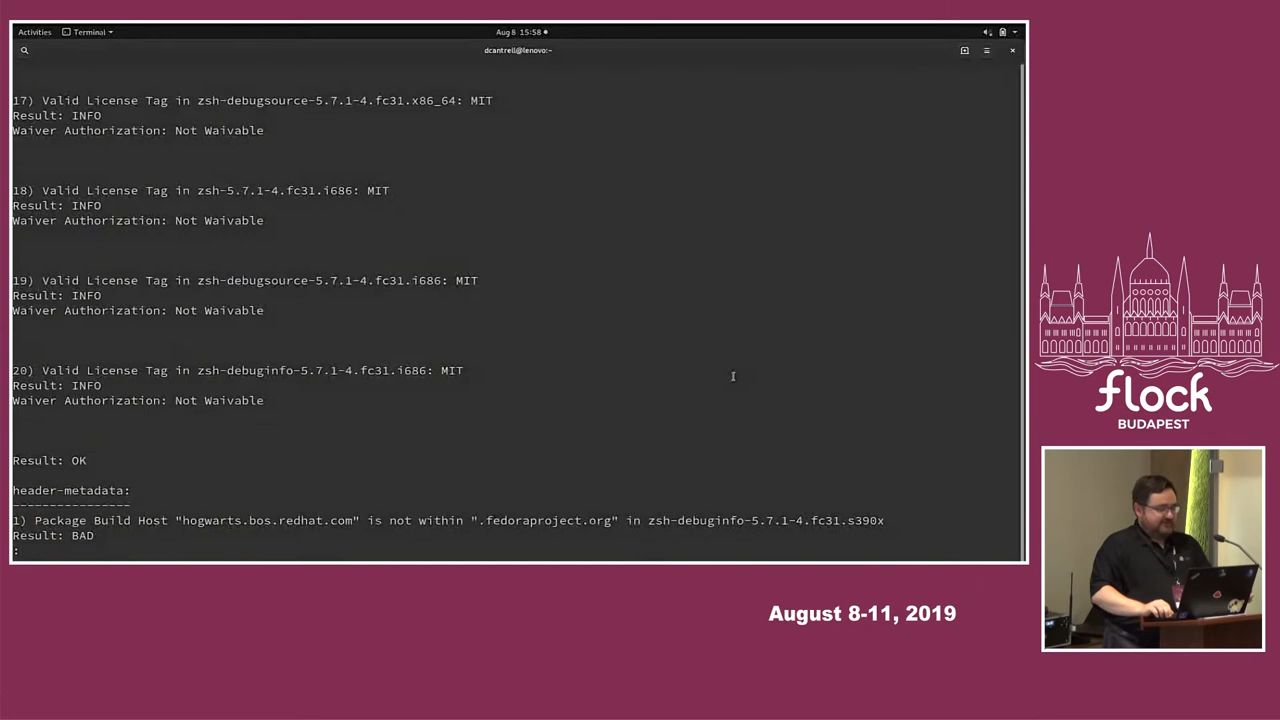 Activities
Terminal
Aug 8 15:58
dcantrell@lenovo:~
17) Valid License Tag in zsh-debugsource-5.7.1-4.fc31.x86_64: MIT
Result: INFO
Waiver Authorization: Not Waivable
18) Valid License Tag in zsh-5.7.1-4.fc31.i686: MIT
Result: INFO
Waiver Authorization: Not Waivable
19) Valid License Tag in zsh-debugsource-5.7.1-4.fc31.i686: MIT
Result: INFO
Waiver Authorization: Not Waivable
20) Valid License Tag in zsh-debuginfo-5.7.1-4.fc31.i686: MIT
Result: INFO
Waiver Authorization: Not Waivable
Result: OK
header-metadata:
----------------
1) Package Build Host "hogwarts.bos.redhat.com" is not within ".fedoraproject.org" in zsh-debuginfo-5.7.1-4.fc31.s390x
Result: BAD
:
flock
BUDAPEST
August 8-11, 2019